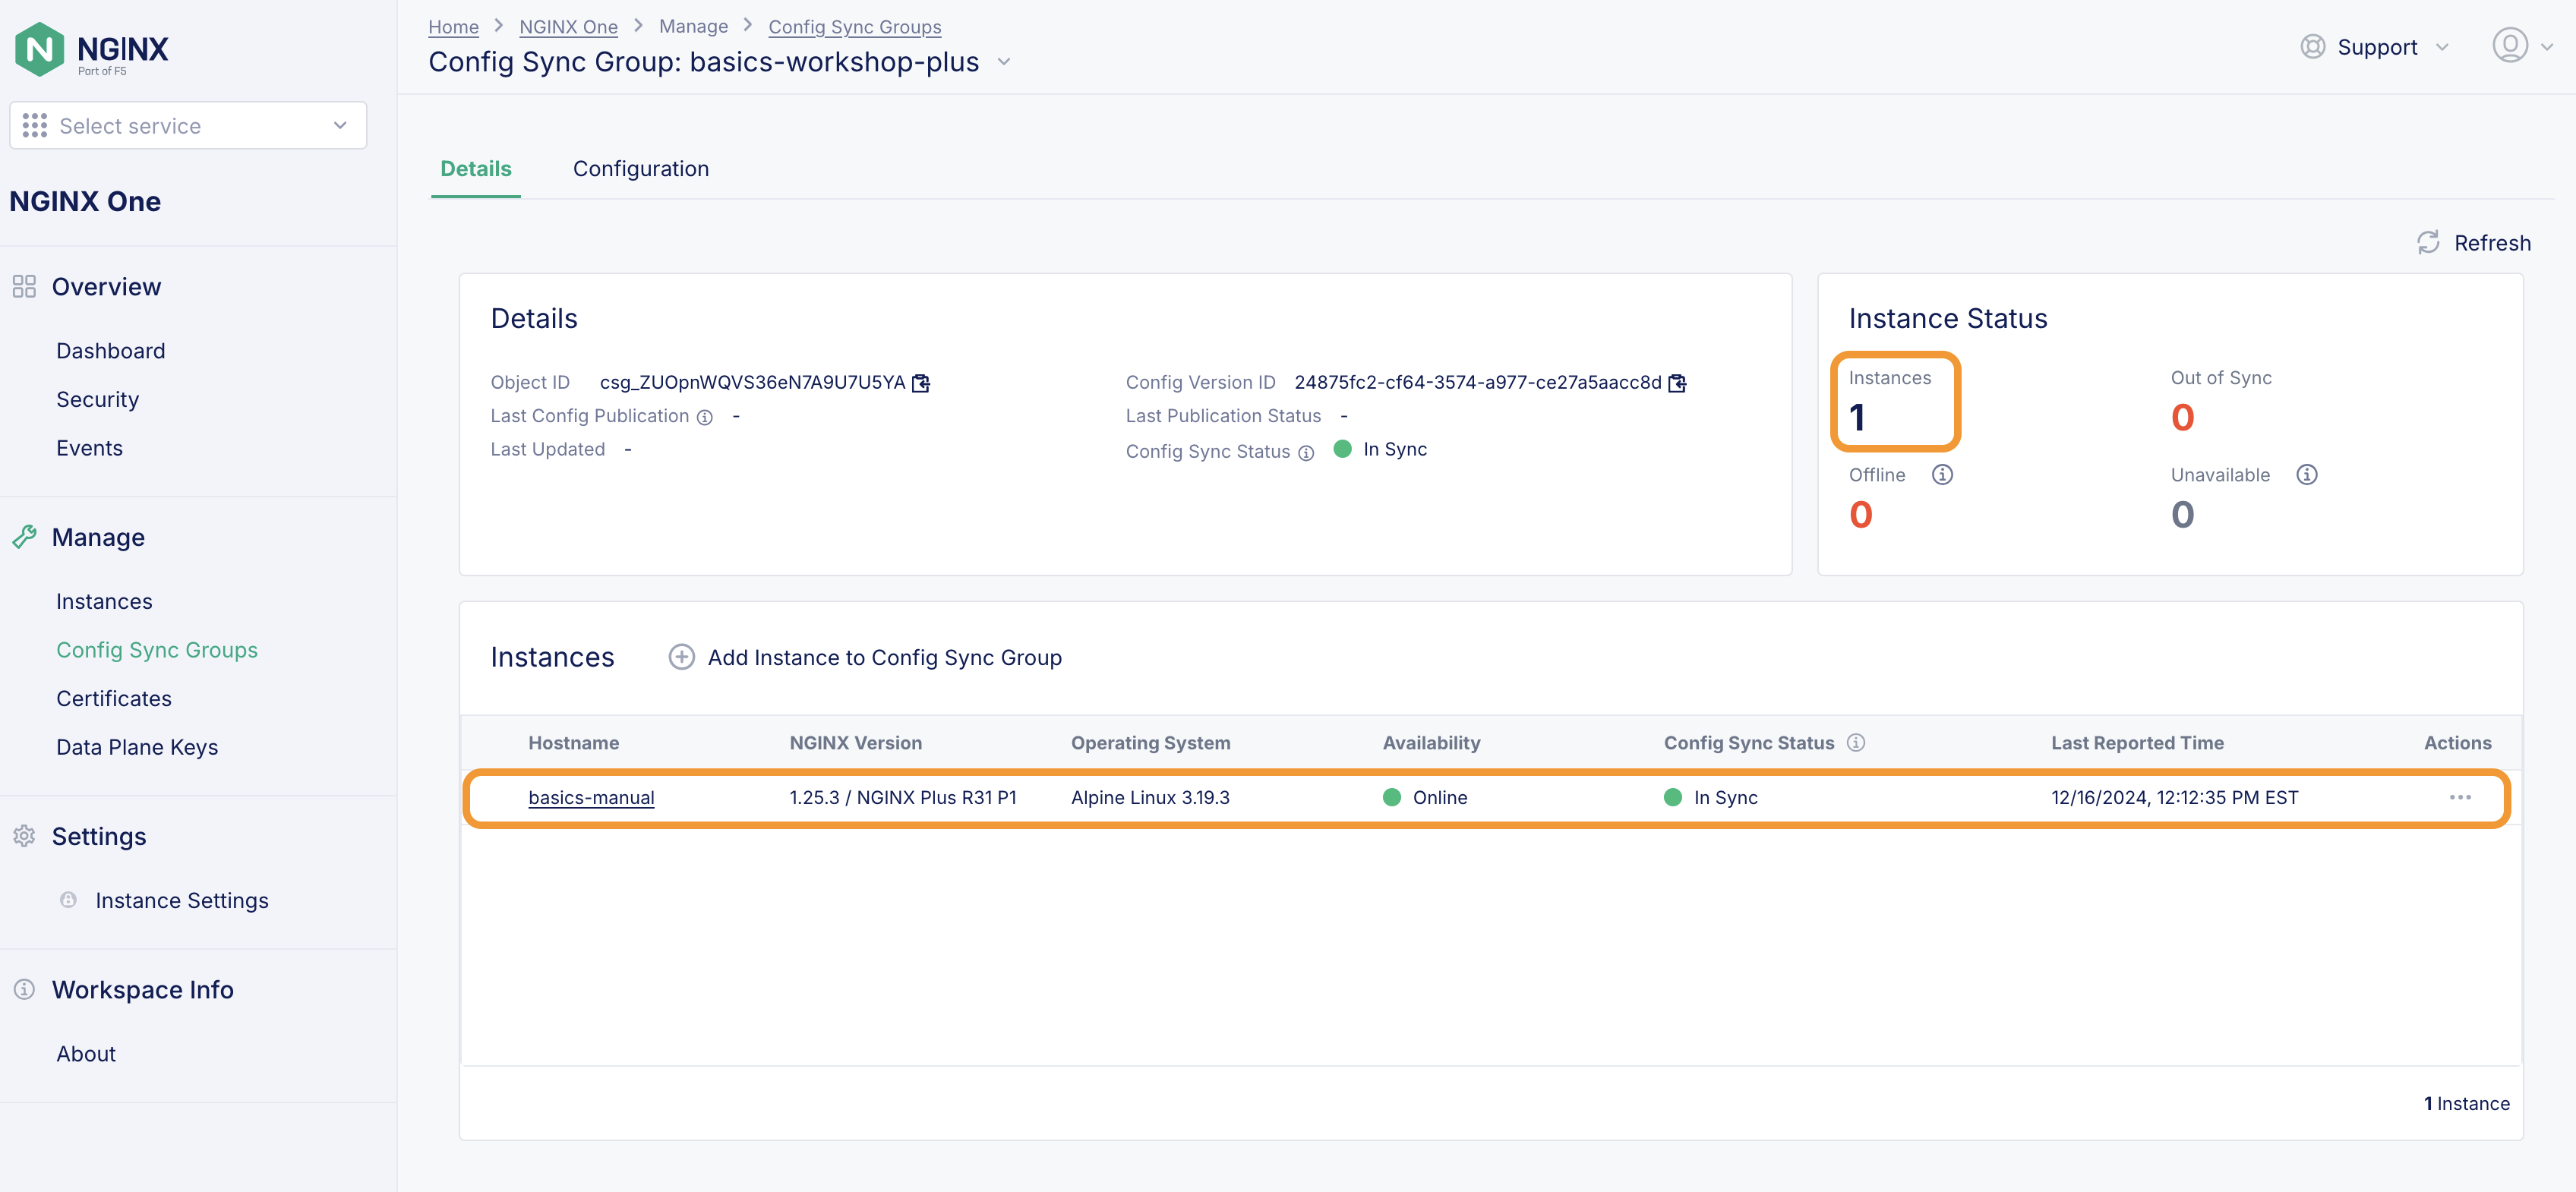 NGINX
Part of F5
Select service
NGINX One
Overview
Dashboard
Security
Events
Manage
Instances
Config Sync Groups
Certificates
Data Plane Keys
Settings
Instance Settings
Workspace Info
About
Home > NGINX One > Manage > Config Sync Groups
Config Sync Group: basics-workshop-plus
Support
Details Configuration
Refresh
Details
Object ID csg_ZUOpnWQVS36eN7A9U7U5YA
Config Version ID 24875fc2-cf64-3574-a977-ce27a5aacc8d
Last Config Publication -
Last Publication Status -
Last Updated -
Config Sync Status In Sync
Instance Status
Instances Out of Sync
1 0
Offline Unavailable
0 0
Instances Add Instance to Config Sync Group
Hostname NGINX Version Operating System Availability Config Sync Status Last Reported Time Actions
basics-manual 1.25.3 / NGINX Plus R31 P1 Alpine Linux 3.19.3 Online In Sync 12/16/2024, 12:12:35 PM EST
1 Instance